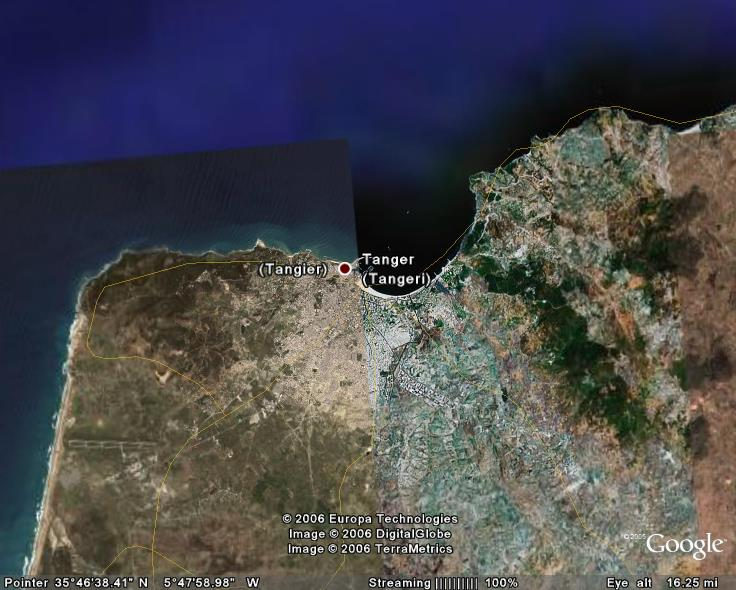 Tanger
(Tangier)
(Tangeri)
© 2006 Europa Technologies
Image © 2006 DigitalGlobe
Image © 2006 TerraMetrics
© 2005
Google
Pointer 35°46'38.41" N 5°47'58.98" W Streaming |||||||||| 100% Eye alt 16.25 mi